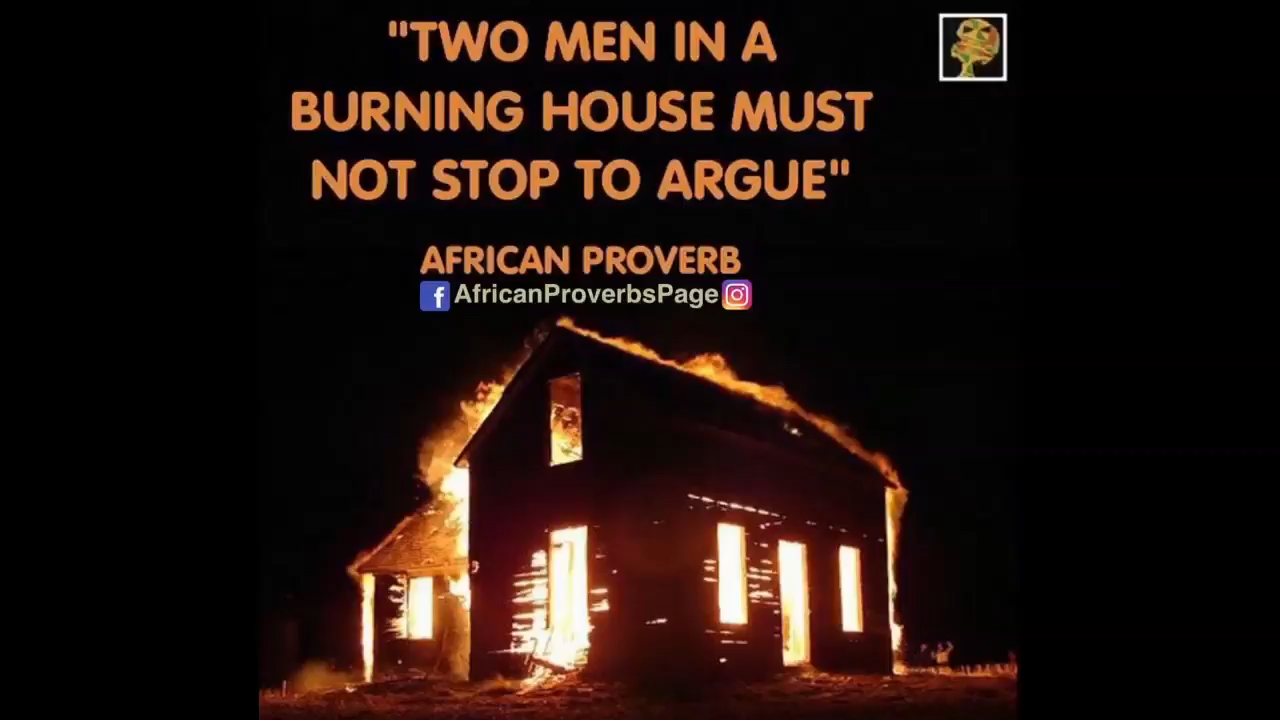 "TWO MEN IN A
BURNING HOUSE MUST
NOT STOP TO ARGUE"
AFRICAN PROVERB
AfricanProverbsPage